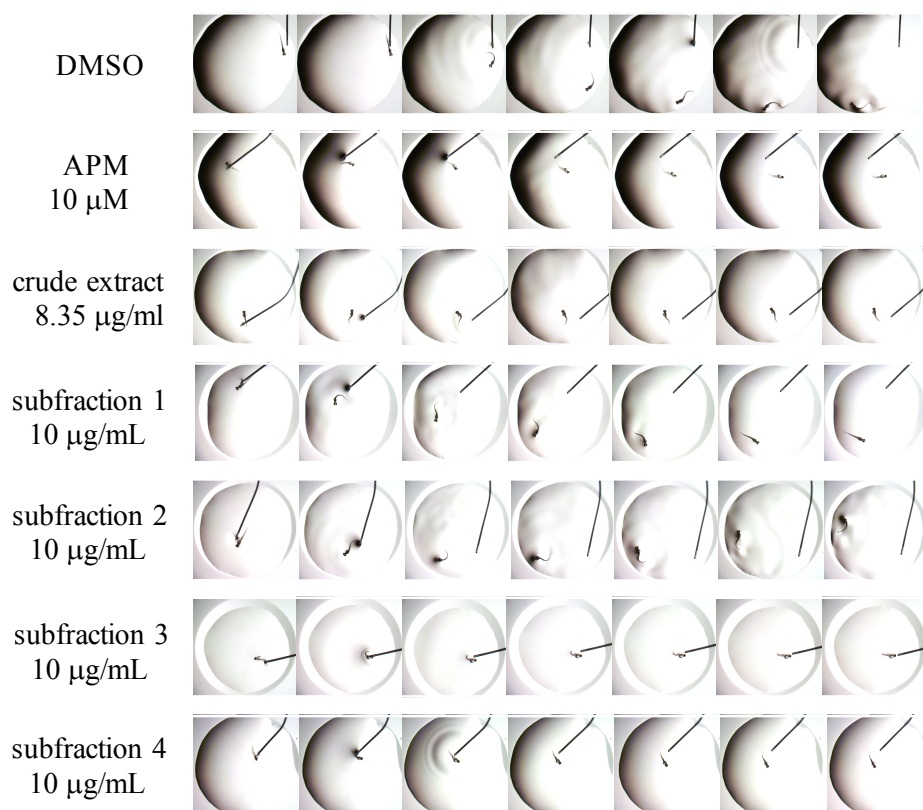 DMSO
APM
10 μM
crude extract
8.35 μg/ml
subfraction 1
10 μg/mL
subfraction 2
10 μg/mL
subfraction 3
10 μg/mL
subfraction 4
10 μg/mL